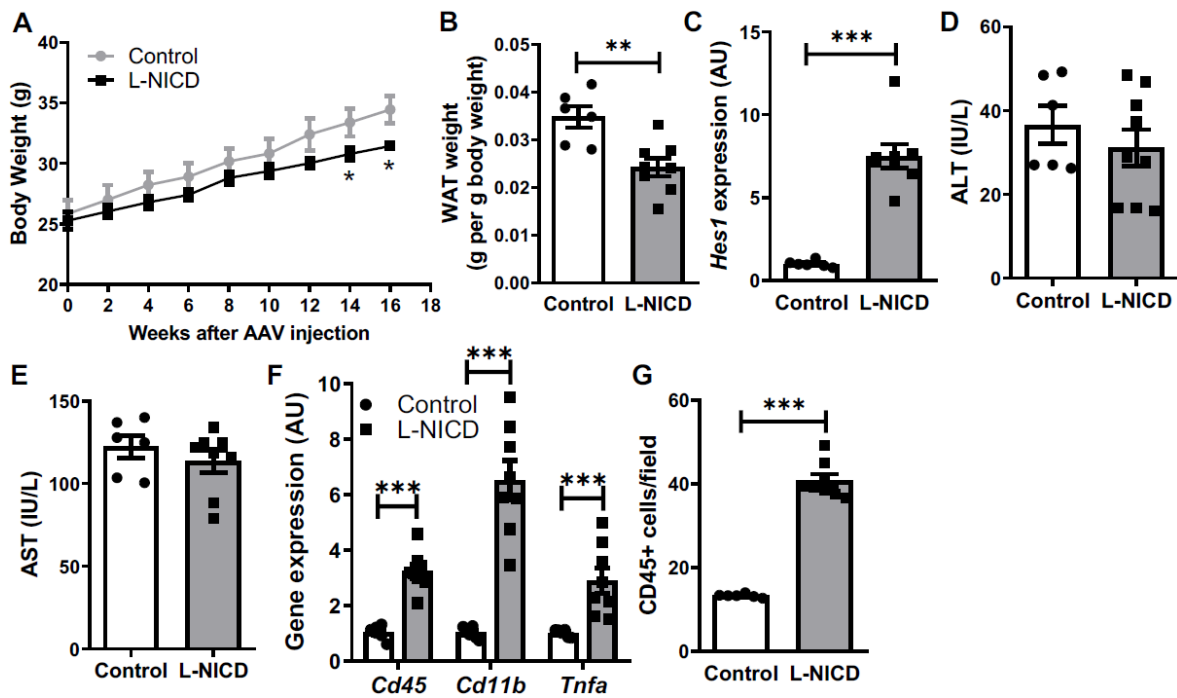 A
Control
L-NICD
Body Weight (g)
40
35
30
25
20
0 2 4 6 8 10 12 14 16 18
* *
Weeks after AAV injection
B
WAT weight
(g per g body weight)
0.05
0.04
0.03
0.02
0.01
0.00
**
Control L-NICD
C
Hes1 expression (AU)
15
10
5
0
***
Control L-NICD
D
ALT (IU/L)
60
40
20
0
Control L-NICD
E
AST (IU/L)
150
100
50
0
Control L-NICD
F
Gene expression (AU)
10
8
6
4
2
0
Control
L-NICD
***
***
***
Cd45 Cd11b Tnfa
G
CD45+ cells/field
60
40
20
0
***
Control L-NICD